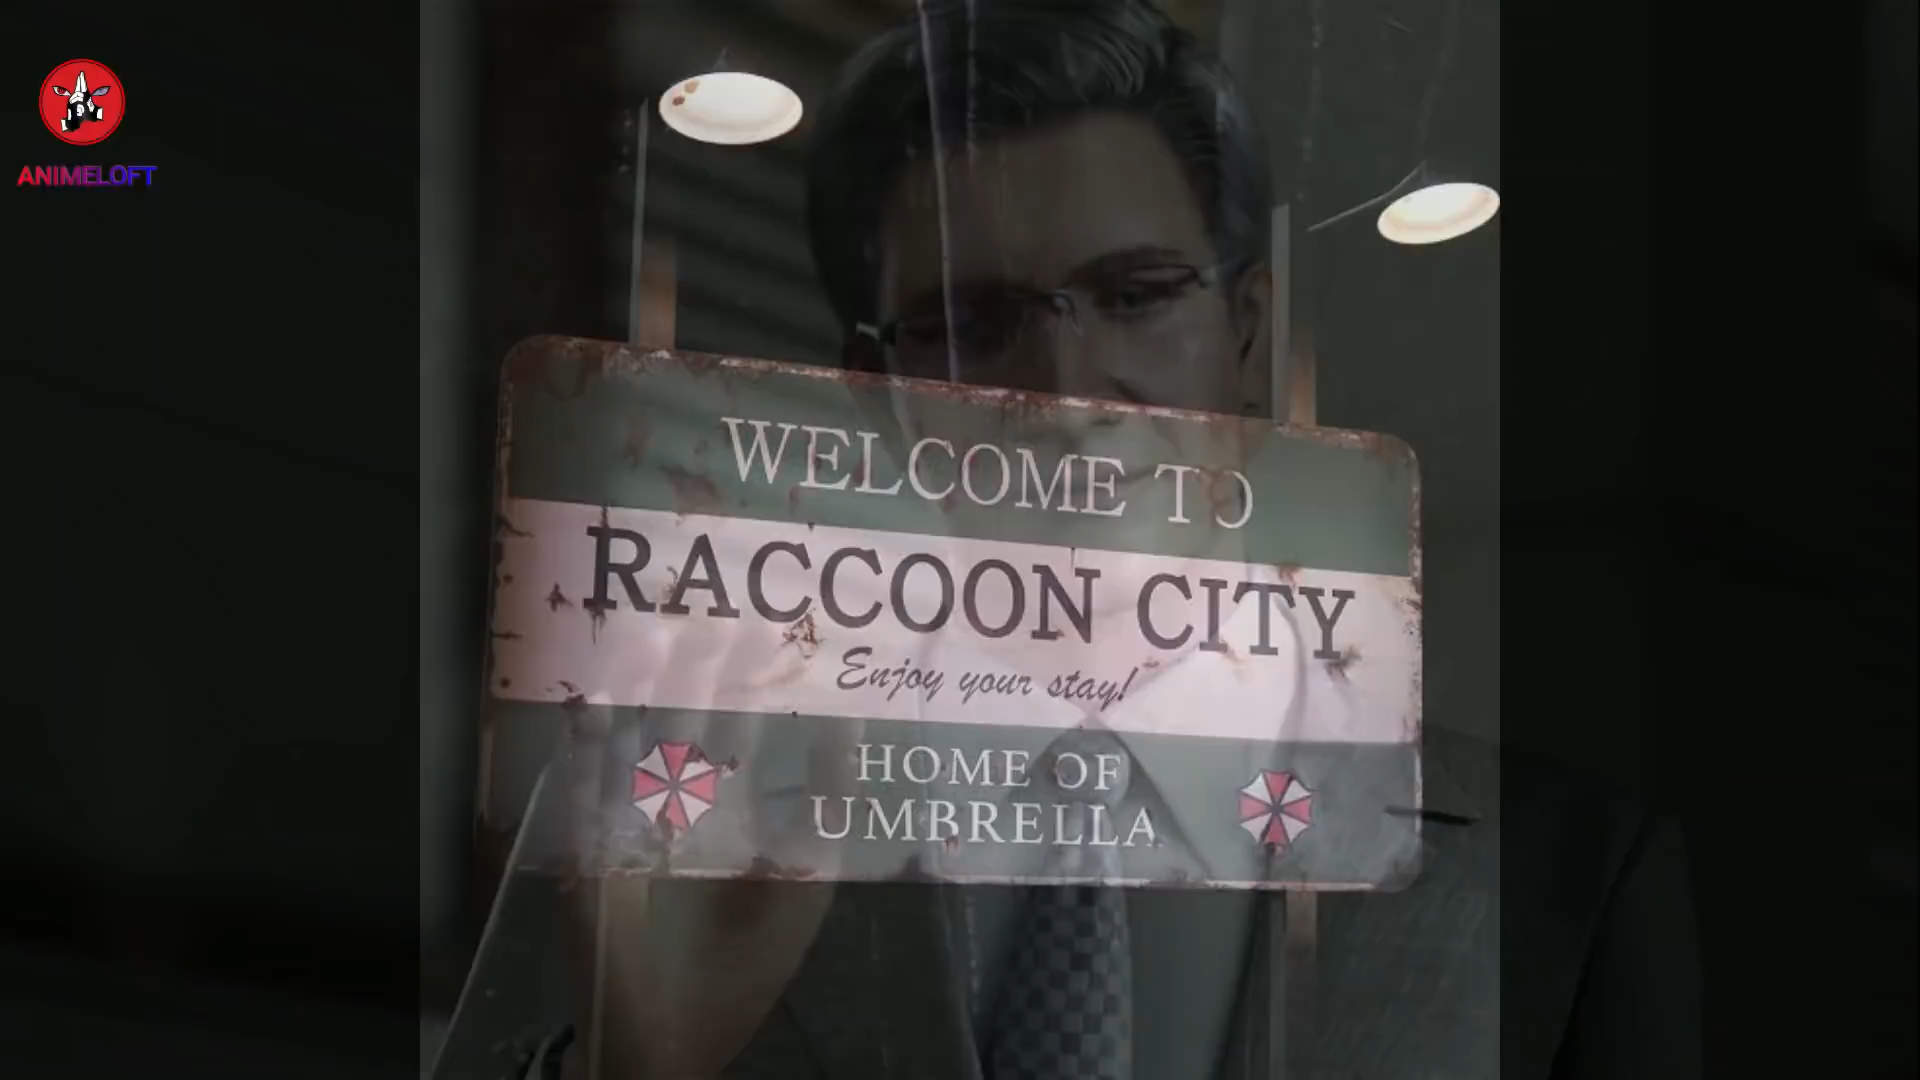 ANIMELOFT
WELCOME TO
RACCOON CITY
Enjoy your stay!
HOME OF
UMBRELLA